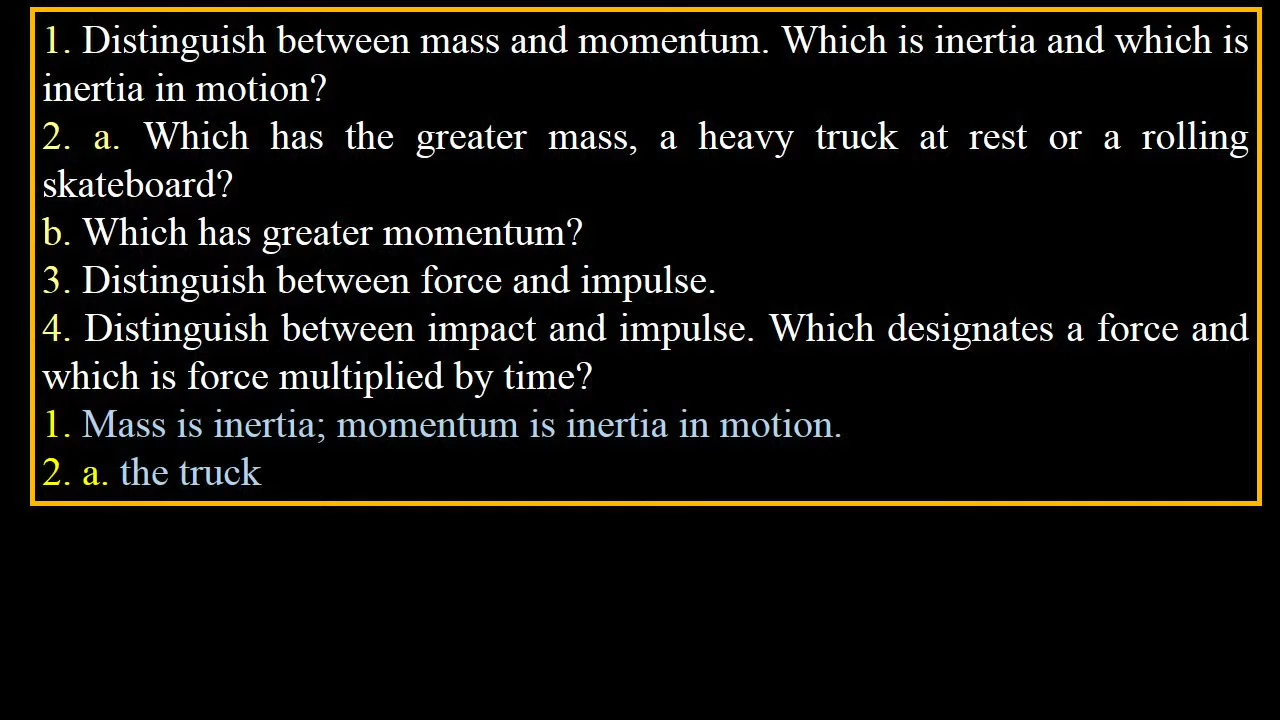 1. Distinguish between mass and momentum. Which is inertia and which is
inertia in motion?
2. a. Which has the greater mass, a heavy truck at rest or a rolling
skateboard?
b. Which has greater momentum?
3. Distinguish between force and impulse.
4. Distinguish between impact and impulse. Which designates a force and
which is force multiplied by time?
1. Mass is inertia; momentum is inertia in motion.
2. a. the truck